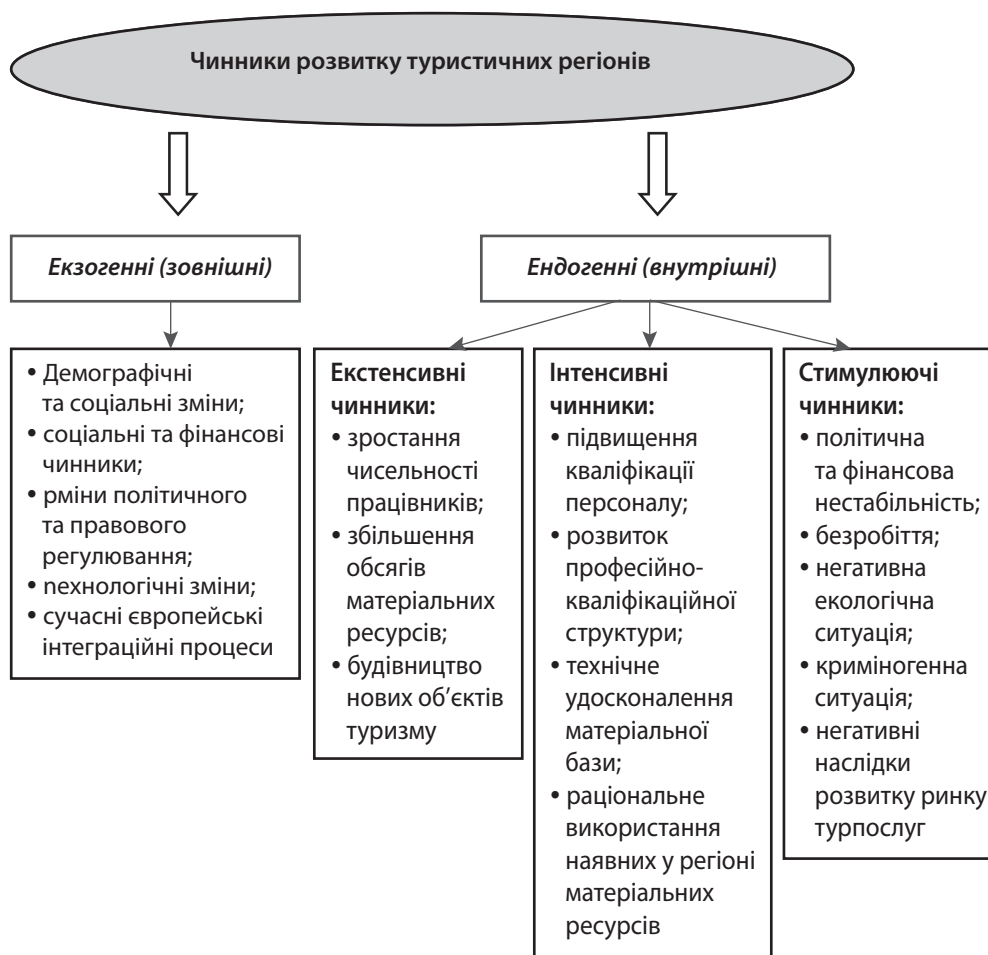 Чинники розвитку туристичних регіонів
Екзогенні (зовнішні)
Ендогенні (внутрішні)
• Демографічні
та соціальні зміни;
• соціальні та фінансові
чинники;
• рміни політичного
та правового
регулювання;
• nехнологічні зміни;
• сучасні європейські
інтеграційні процеси
Екстенсивні
чинники:
• зростання
чисельності
працівників;
• збільшення
обсягів
матеріальних
ресурсів;
• будівництво
нових об’єктів
туризму
Інтенсивні
чинники:
• підвищення
кваліфікації
персоналу;
• розвиток
професійно-
кваліфікаційної
структури;
• технічне
удосконалення
матеріальної
бази;
• раціональне
використання
наявних у регіоні
матеріальних
ресурсів
Стимулюючі
чинники:
• політична
та фінансова
нестабільність;
• безробіття;
• негативна
екологічна
ситуація;
• криміногенна
ситуація;
• негативні
наслідки
розвитку ринку
турпослуг